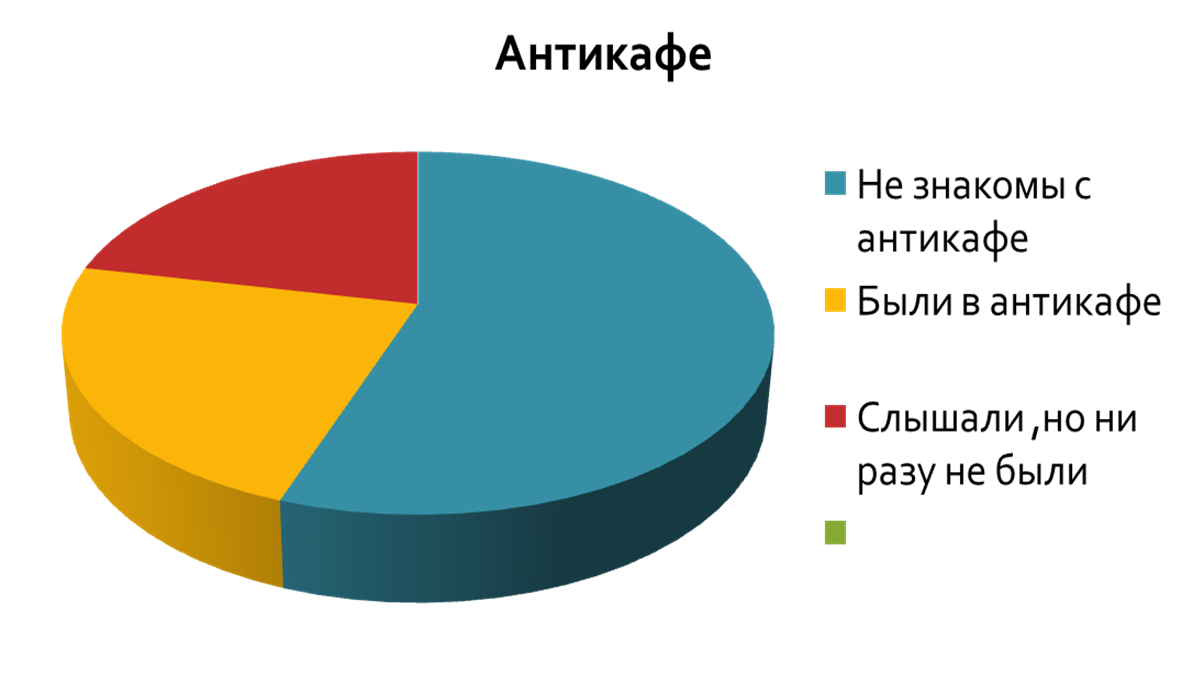 Антикафе
Не знакомы с
антикафе
Были в антикафе
Слышали ,но ни
разу не были